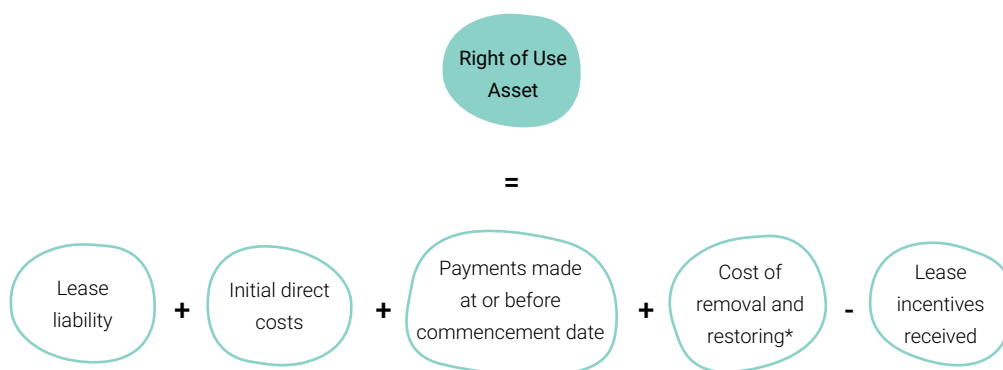 Right of Use
Asset
=
Lease
liability
+
Initial direct
costs
+
Payments made
at or before
commencement date
+
Cost of
removal and
restoring*
-
Lease
incentives
received